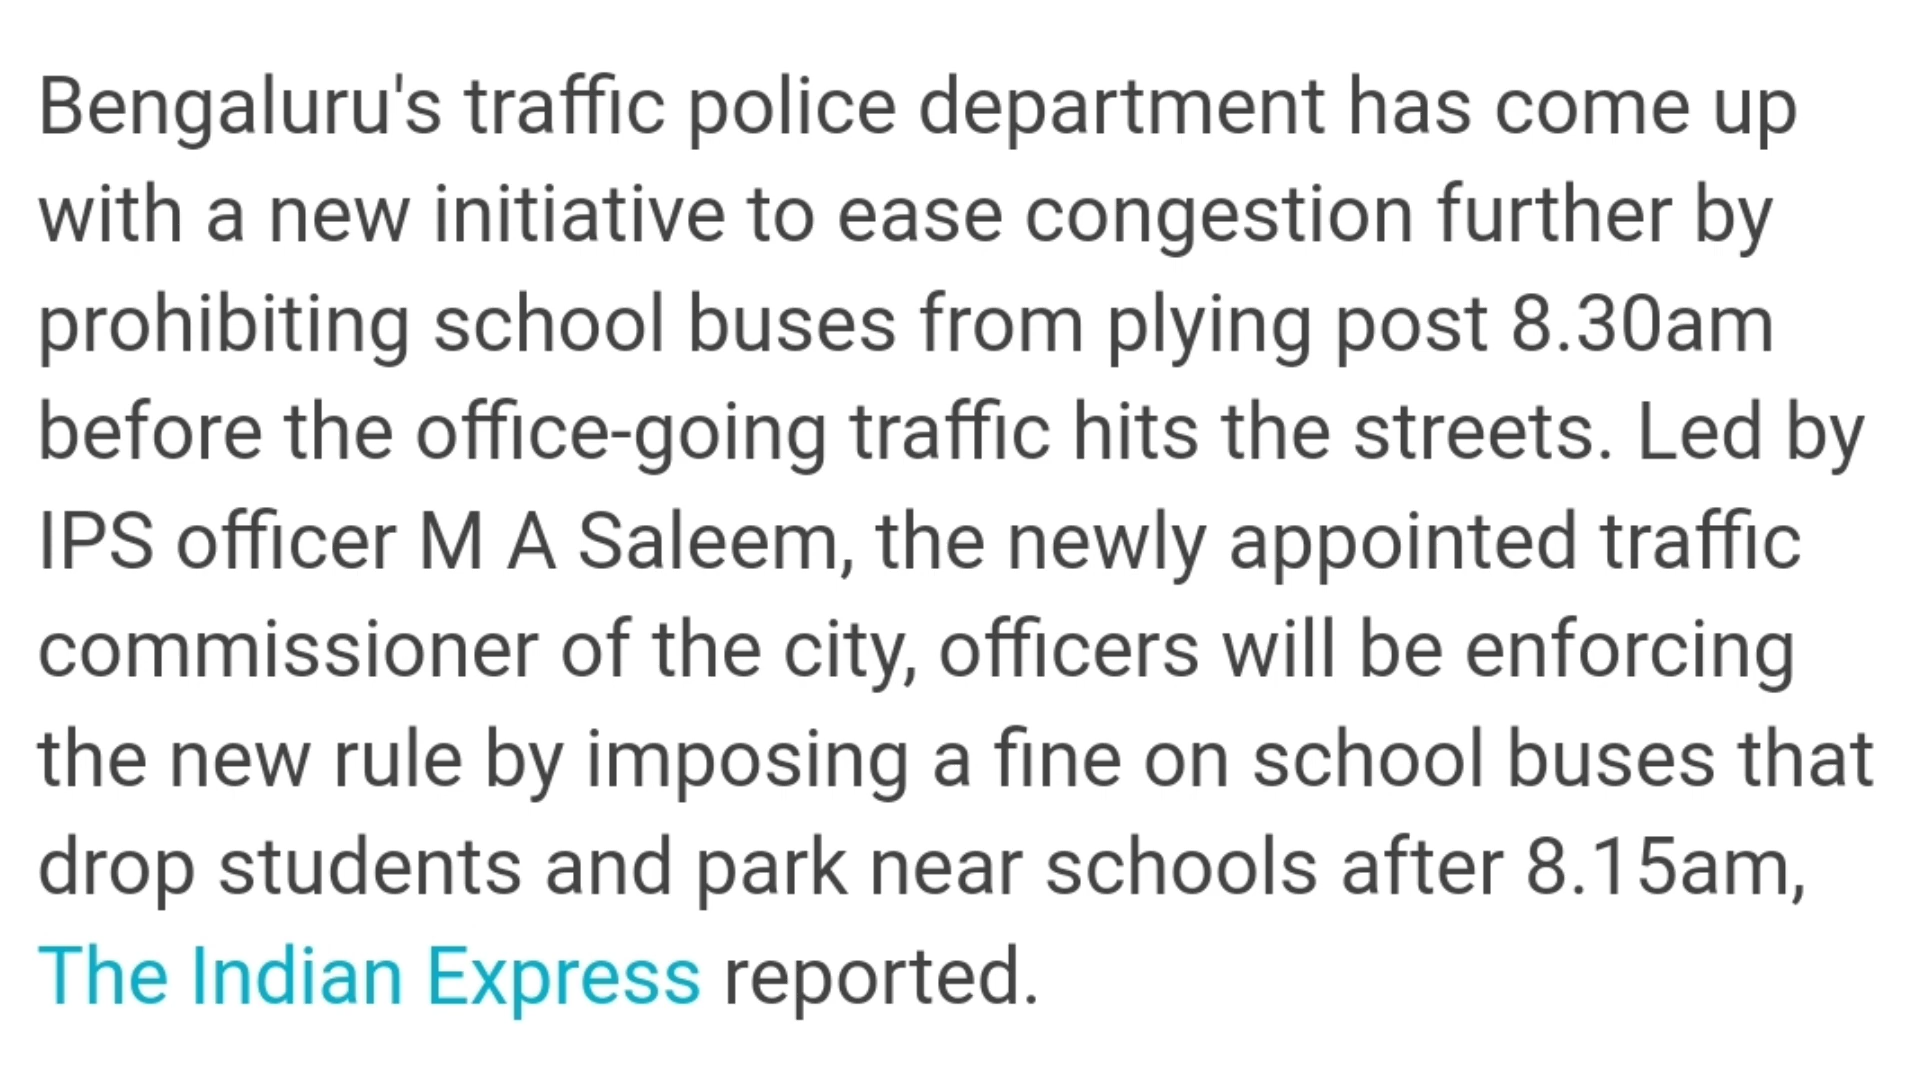 Bengaluru's traffic police department has come up
with a new initiative to ease congestion further by
prohibiting school buses from plying post 8.30am
before the office-going traffic hits the streets. Led by
IPS officer M A Saleem, the newly appointed traffic
commissioner of the city, officers will be enforcing
the new rule by imposing a fine on school buses that
drop students and park near schools after 8.15am,
The Indian Express reported.